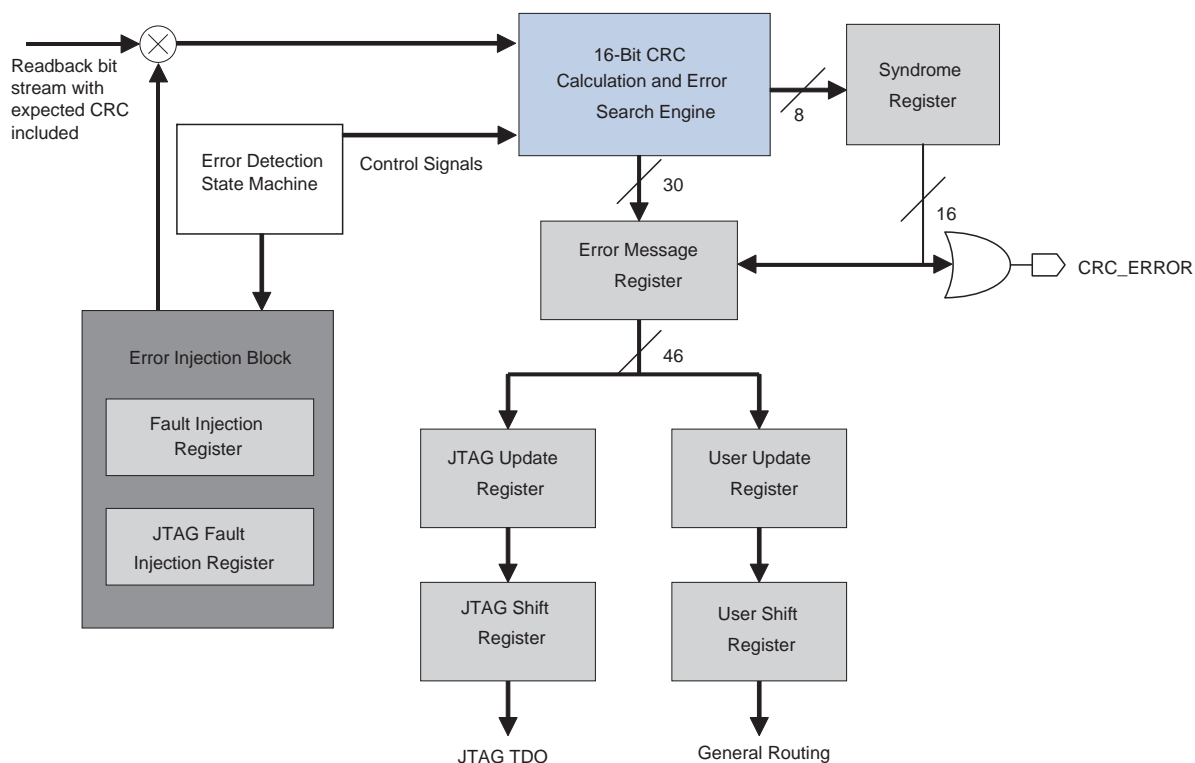 Readback bit
stream with
expected CRC
included
16-Bit CRC
Calculation and Error
Search Engine
8
Syndrome
Register
Error Detection
State Machine
Control Signals
30
16
Error Message
Register
CRC_ERROR
46
Error Injection Block
Fault Injection
Register
JTAG Fault
Injection Register
JTAG Update
Register
User Update
Register
JTAG Shift
Register
User Shift
Register
JTAG TDO
General Routing